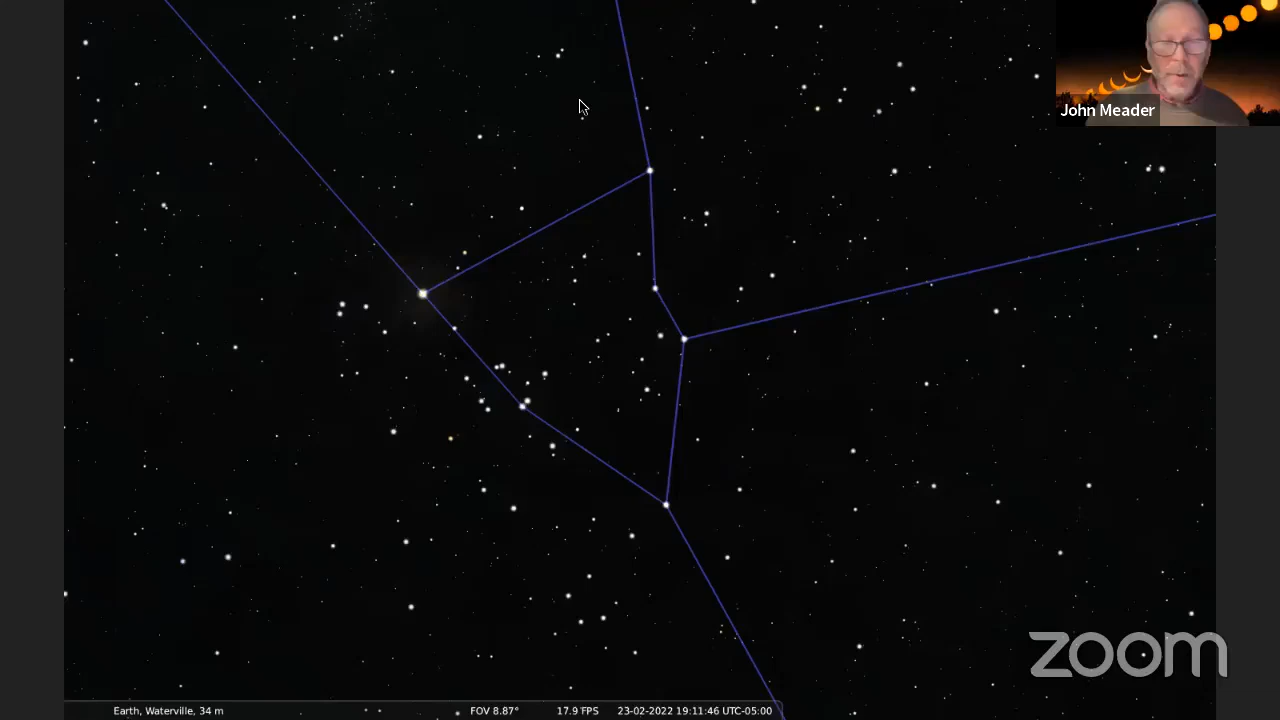 John Meader
zoom
Earth, Waterville, 34 m FOV 8.87° 17.9 FPS 23-02-2022 19:11:46 UTC-05:00